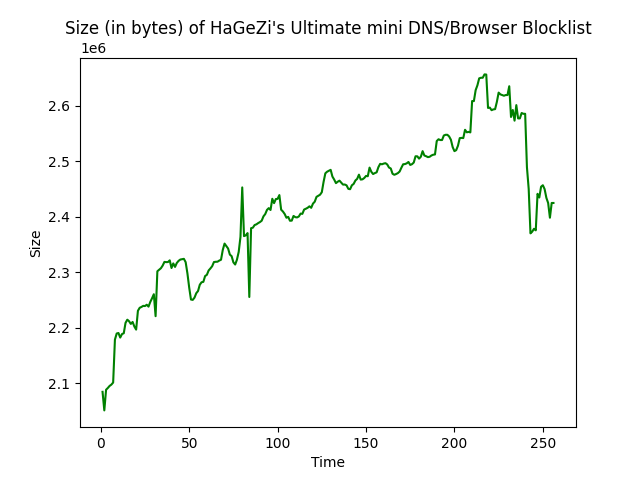 Size (in bytes) of HaGeZi's Ultimate mini DNS/Browser Blocklist
1e6
2.6
2.5
2.4
2.3
2.2
2.1
Size
0 50 100 150 200 250
Time